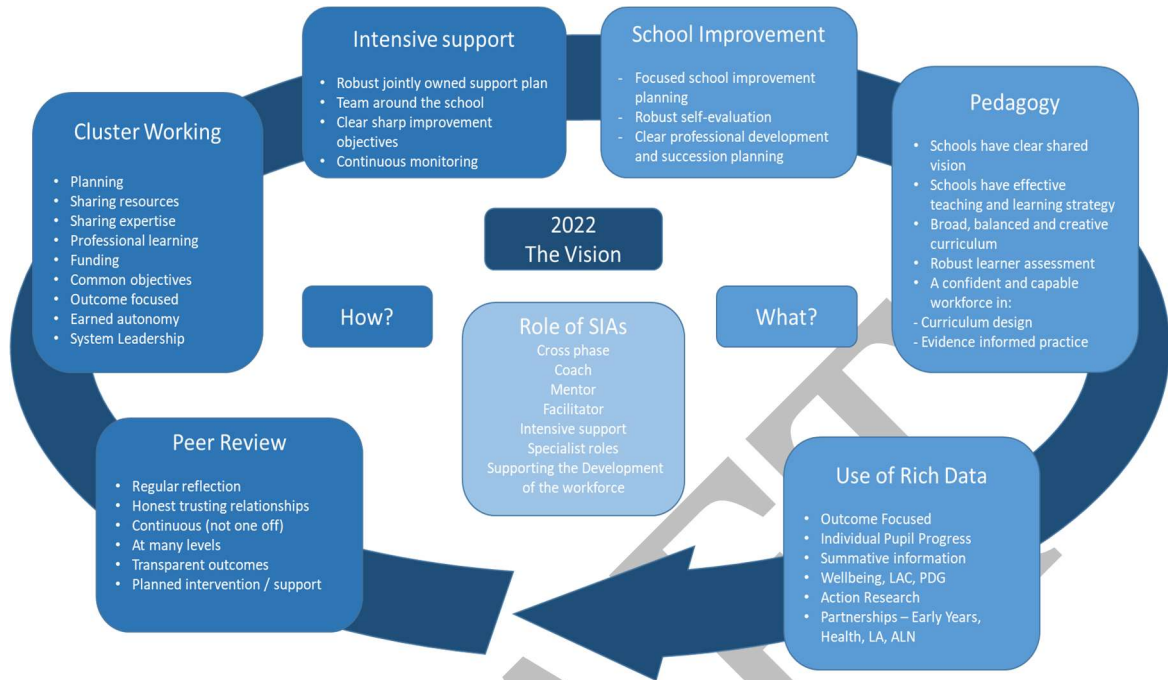 Intensive support
• Robust jointly owned support plan
• Team around the school
• Clear sharp improvement
objectives
• Continuous monitoring
School Improvement
- Focused school improvement
planning
- Robust self-evaluation
- Clear professional development
and succession planning
Pedagogy
• Schools have clear shared
vision
• Schools have effective
teaching and learning strategy
• Broad, balanced and creative
curriculum
• Robust learner assessment
• A confident and capable
workforce in:
- Curriculum design
- Evidence informed practice
Cluster Working
• Planning
• Sharing resources
• Sharing expertise
• Professional learning
• Funding
• Common objectives
• Outcome focused
• Earned autonomy
• System Leadership
2022
The Vision
How?
What?
Role of SIAs
Cross phase
Coach
Mentor
Facilitator
Intensive support
Specialist roles
Supporting the Development
of the workforce
Peer Review
• Regular reflection
• Honest trusting relationships
• Continuous (not one off)
• At many levels
• Transparent outcomes
• Planned intervention / support
Use of Rich Data
• Outcome Focused
• Individual Pupil Progress
• Summative information
• Wellbeing, LAC, PDG
• Action Research
• Partnerships – Early Years,
Health, LA, ALN